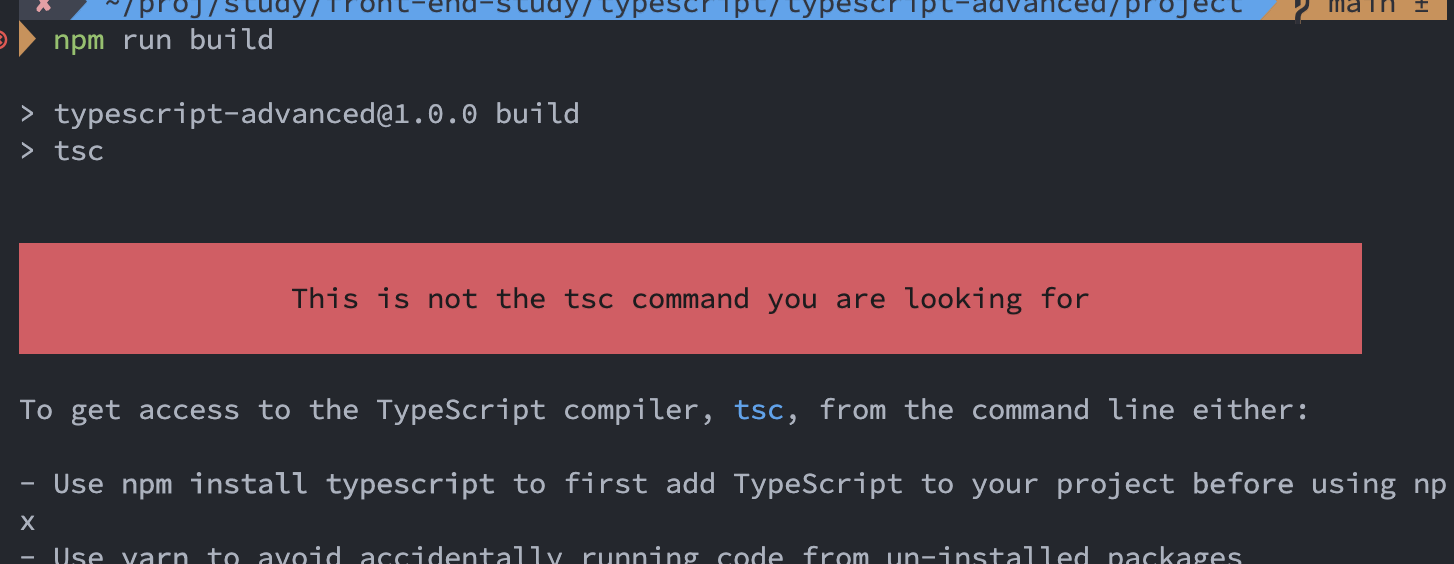 ✘ ~/proj/study/front-end-study/typescript/typescript-advanced/project main ±
npm run build
> typescript-advanced@1.0.0 build
> tsc
This is not the tsc command you are looking for
To get access to the TypeScript compiler, tsc, from the command line either:
- Use npm install typescript to first add TypeScript to your project before using np
x
- Use yarn to avoid accidentally running code from un-installed packages